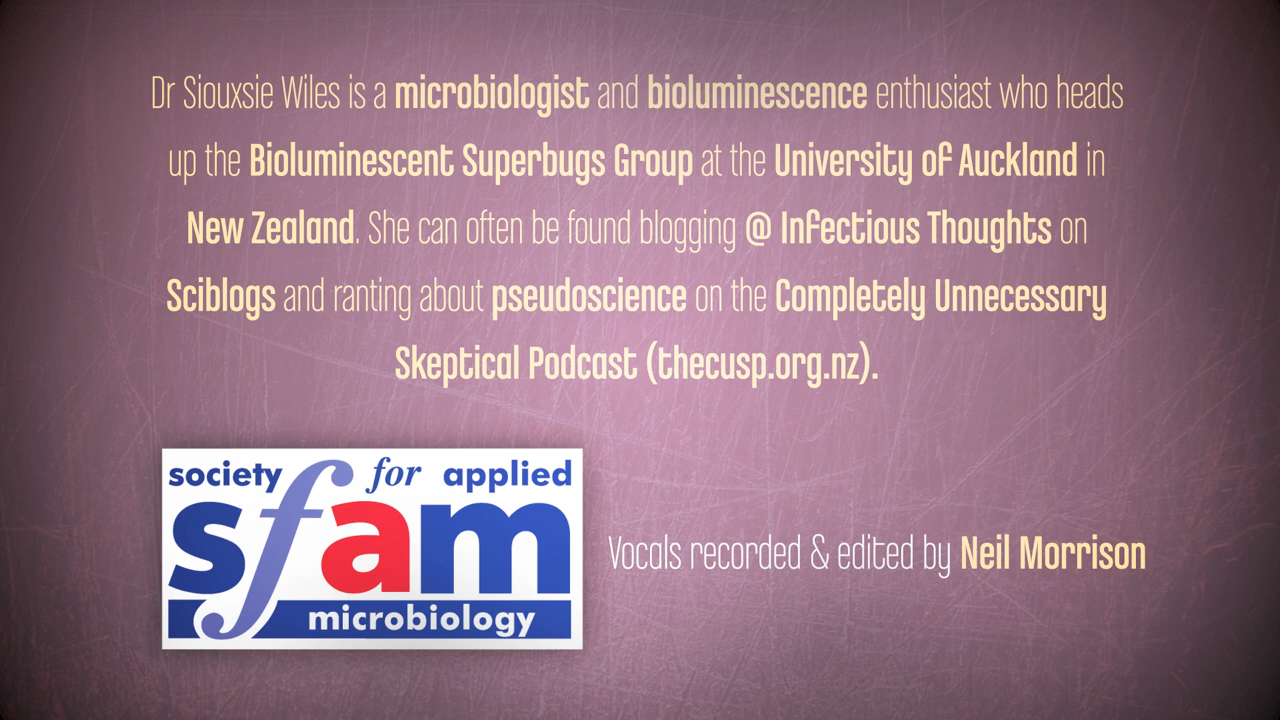 Dr Siouxsie Wiles is a microbiologist and bioluminescence enthusiast who heads
up the Bioluminescent Superbugs Group at the University of Auckland in
New Zealand. She can often be found blogging @ Infectious Thoughts on
Sciblogs and ranting about pseudoscience on the Completely Unnecessary
Skeptical Podcast (thecusp.org.nz).
society for applied
sfam
microbiology
Vocals recorded & edited by Neil Morrison